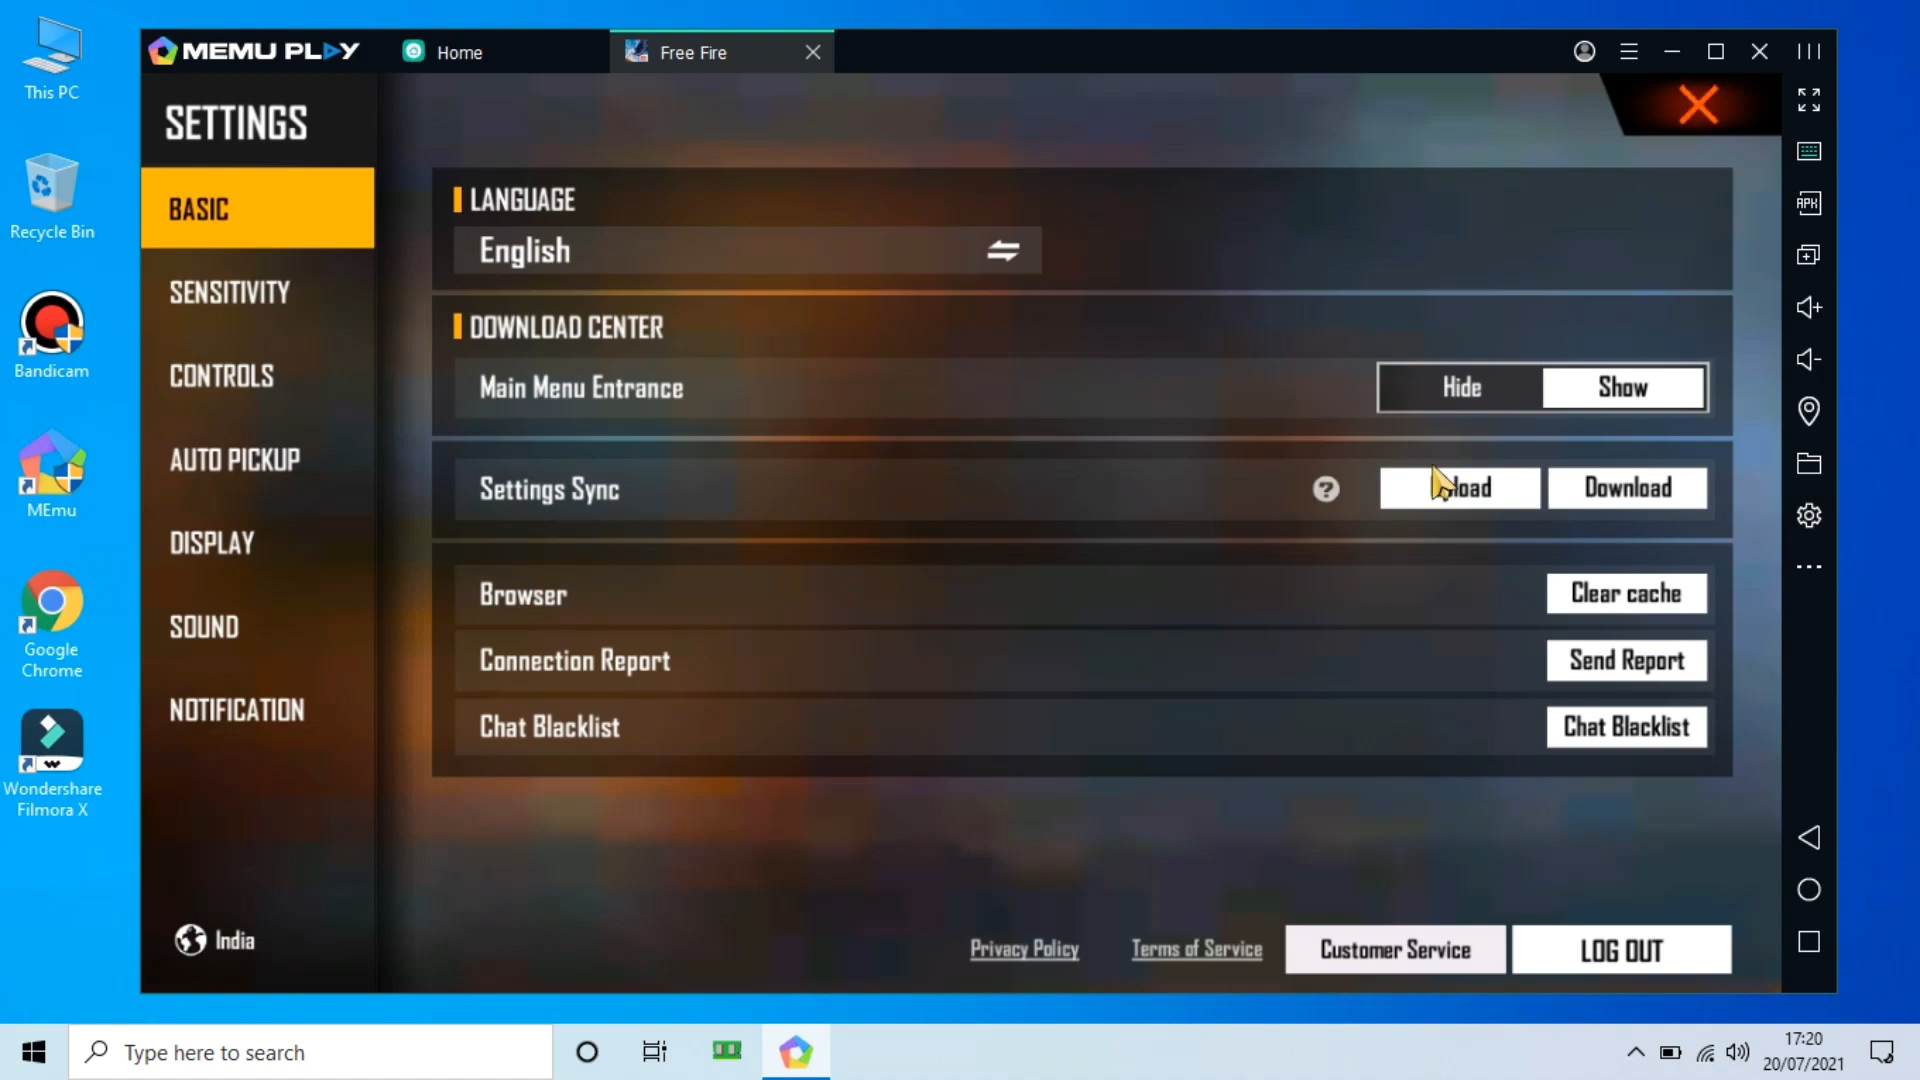 This PC
Recycle Bin
Bandicam
MEmu
Google
Chrome
Wondershare
Filmora X
MEMU PLAY
Home
Free Fire
APK
SETTINGS
BASIC
SENSITIVITY
CONTROLS
AUTO PICKUP
DISPLAY
SOUND
NOTIFICATION
India
LANGUAGE
English
DOWNLOAD CENTER
Main Menu Entrance
Hide
Show
Settings Sync
?
load
Download
Browser
Clear cache
Connection Report
Send Report
Chat Blacklist
Chat Blacklist
Privacy Policy
Terms of Service
Customer Service
LOG OUT
Type here to search
17:20
20/07/2021